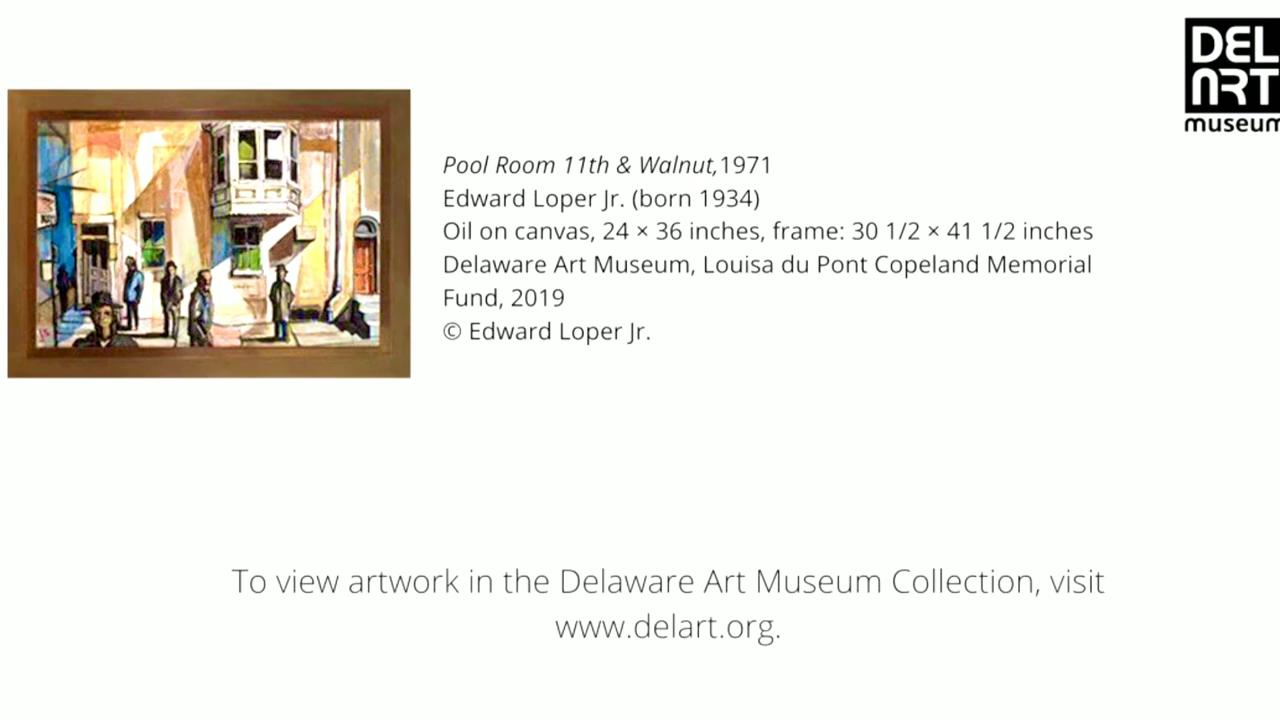 DEL
ART
museum
Pool Room 11th & Walnut,1971
Edward Loper Jr. (born 1934)
Oil on canvas, 24 × 36 inches, frame: 30 1/2 × 41 1/2 inches
Delaware Art Museum, Louisa du Pont Copeland Memorial
Fund, 2019
© Edward Loper Jr.
To view artwork in the Delaware Art Museum Collection, visit
www.delart.org.